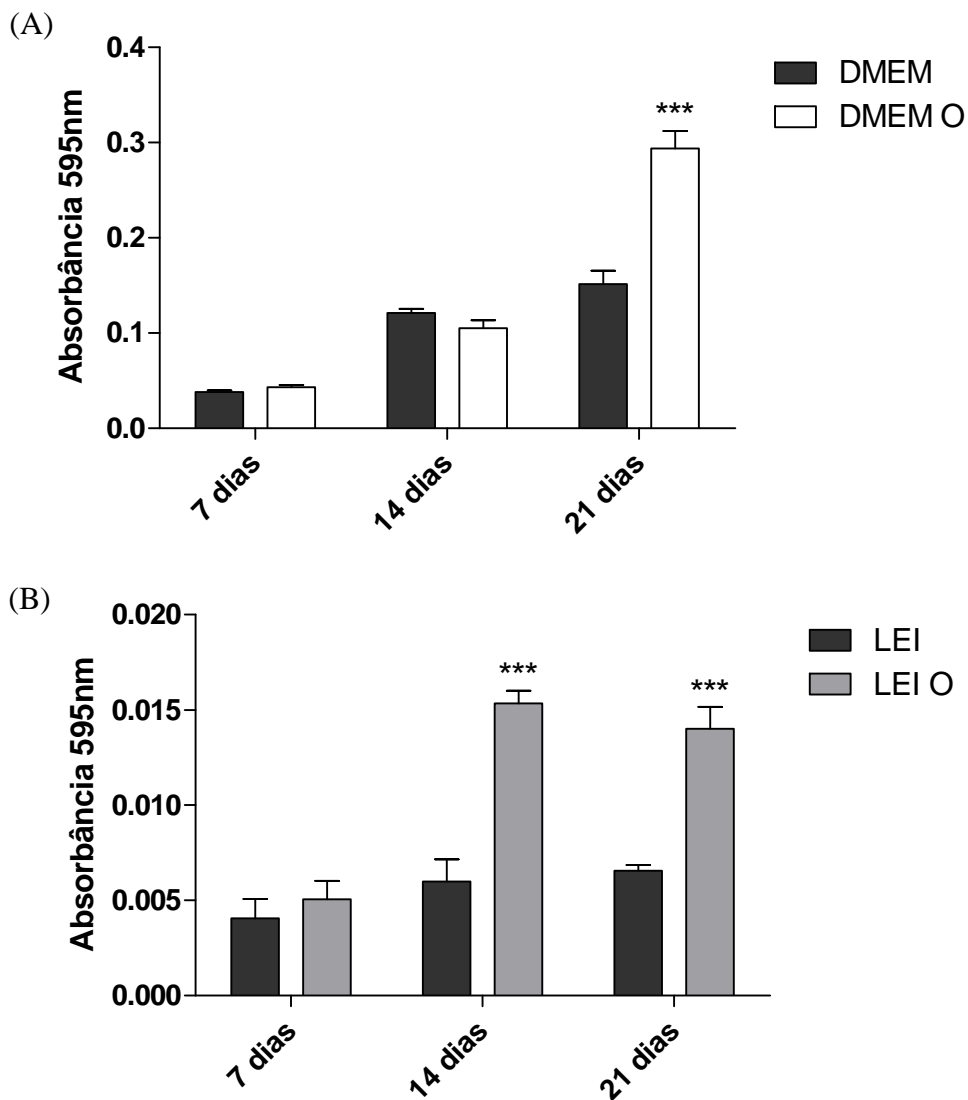 (A)
0.4
0.3
0.2
0.1
0.0
Absorbância 595nm
***
DMEM
DMEM O
7 dias
14 dias
21 dias
(B)
0.020
0.015
0.010
0.005
0.000
Absorbância 595nm
***
***
LEI
LEI O
7 dias
14 dias
21 dias